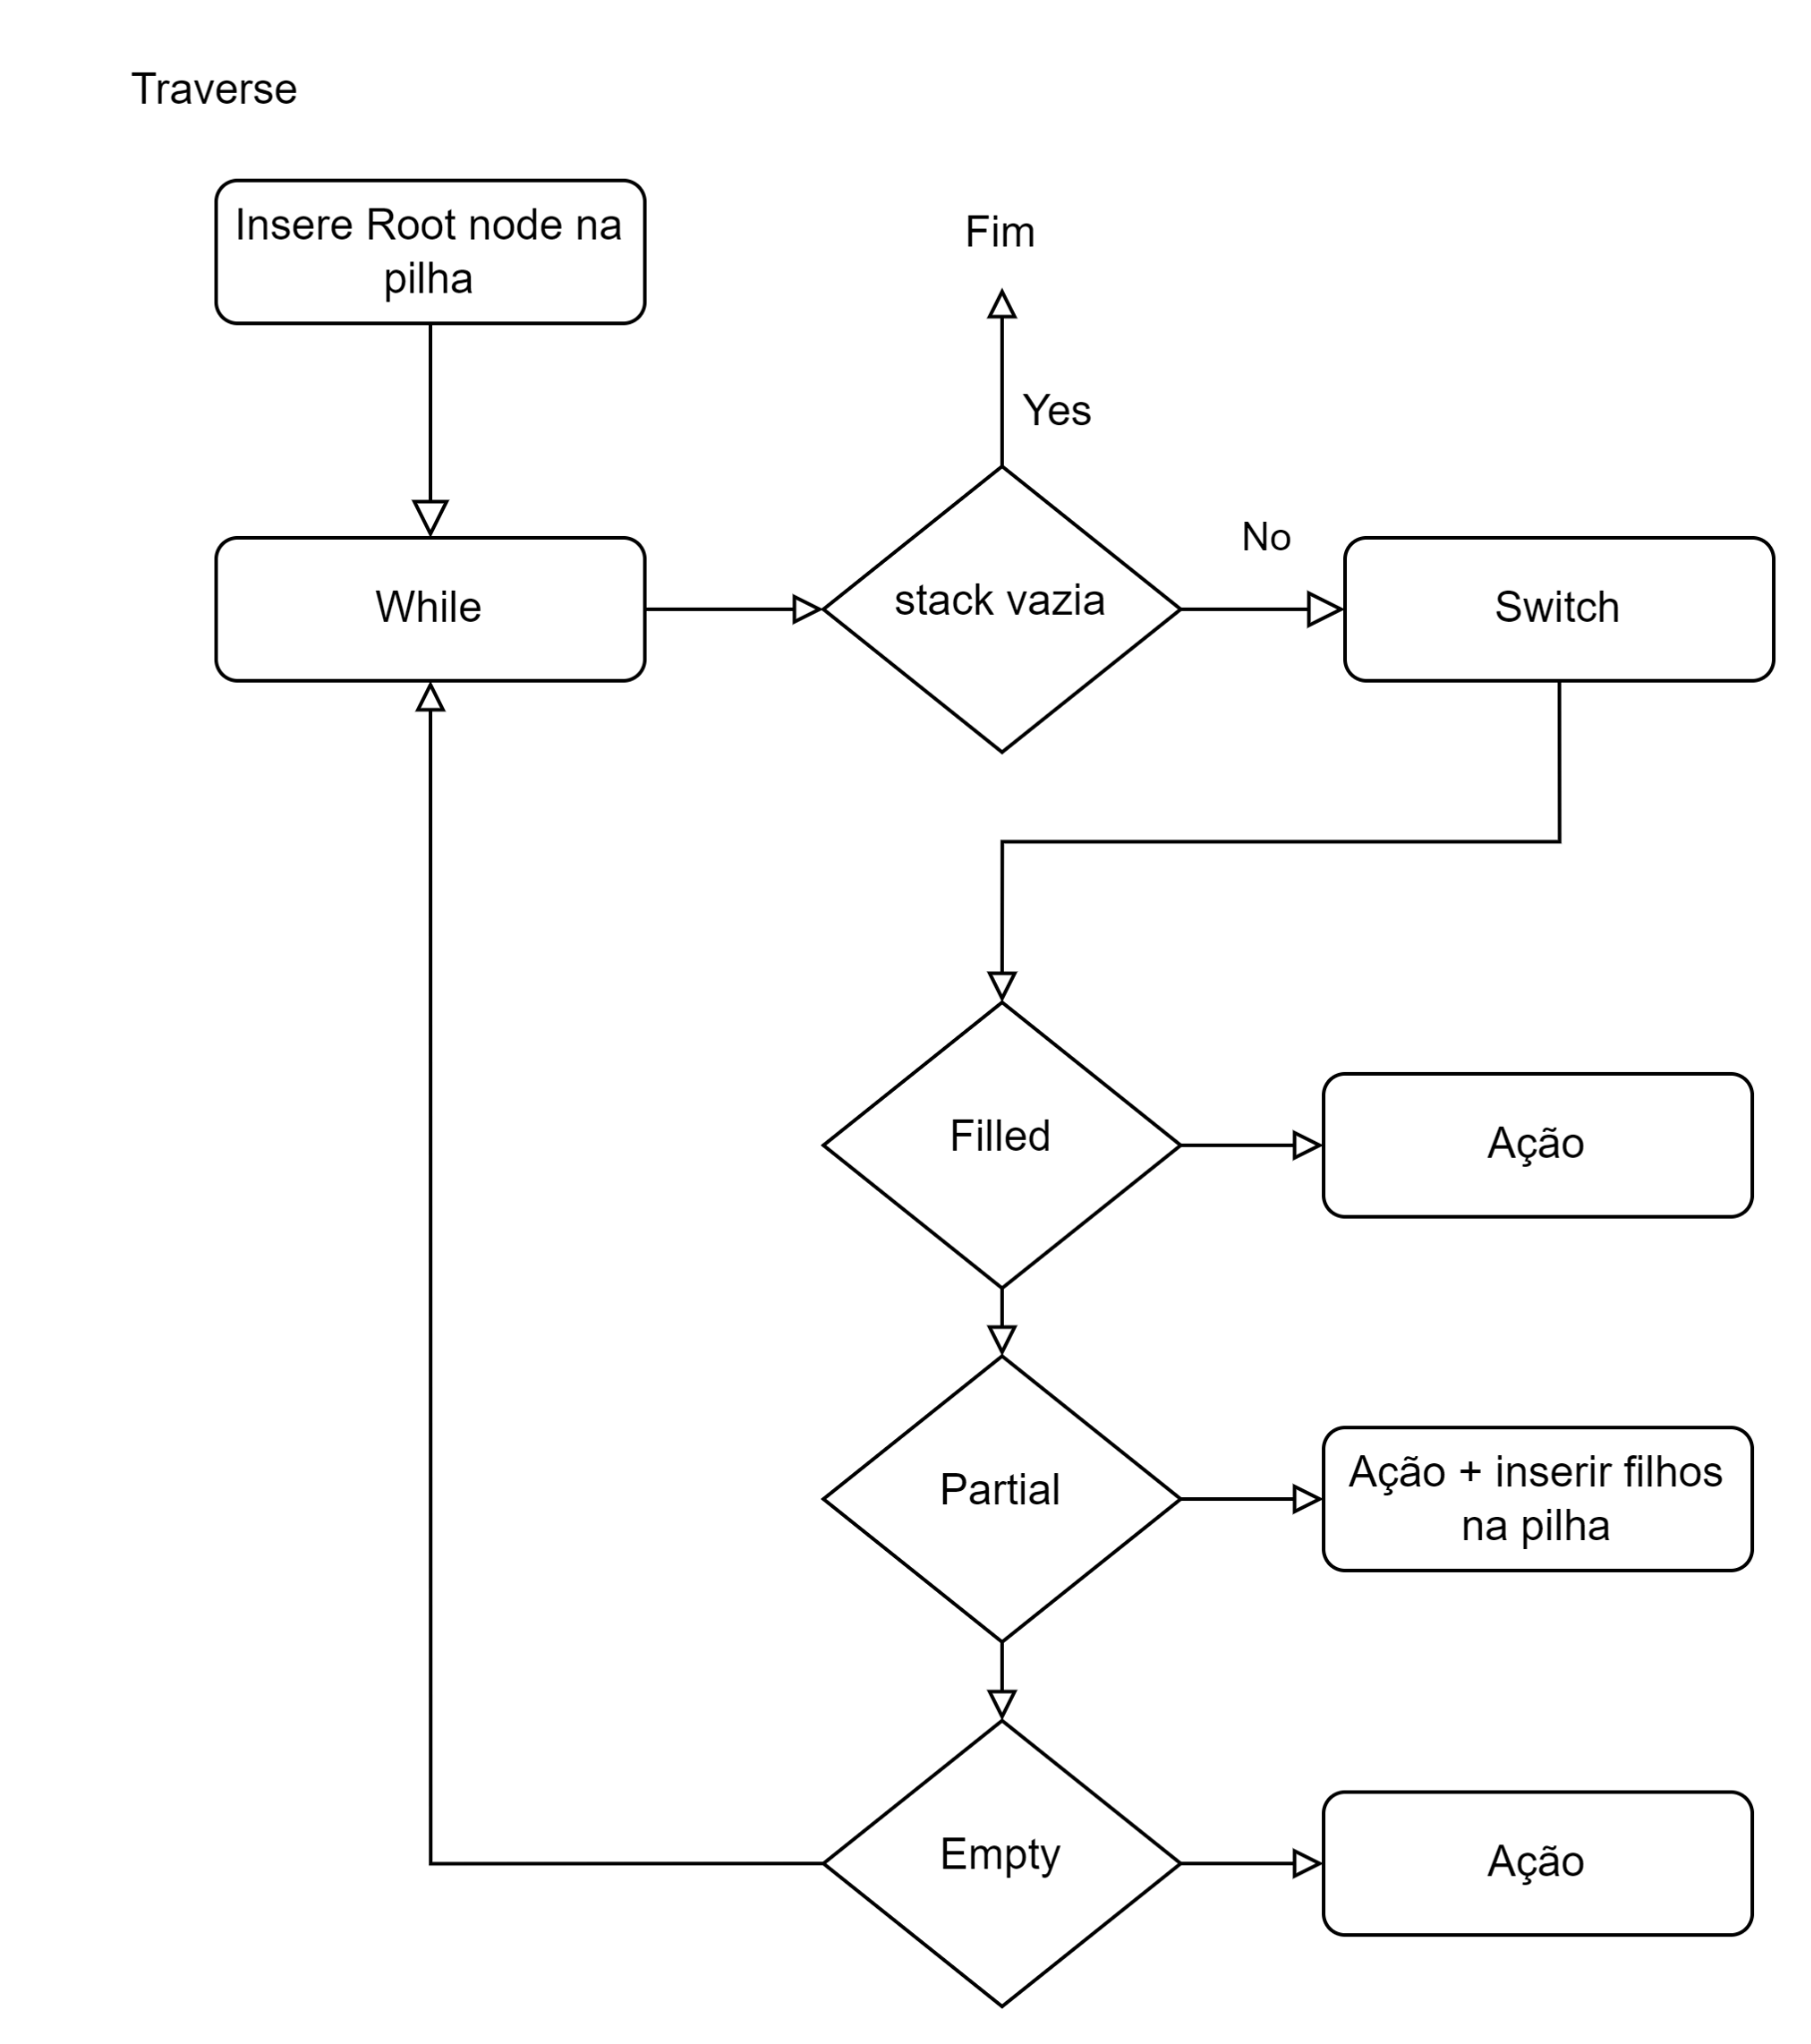 Traverse
Insere Root node na
pilha
Fim
Yes
No
While
stack vazia
Switch
Filled
Ação
Partial
Ação + inserir filhos
na pilha
Empty
Ação